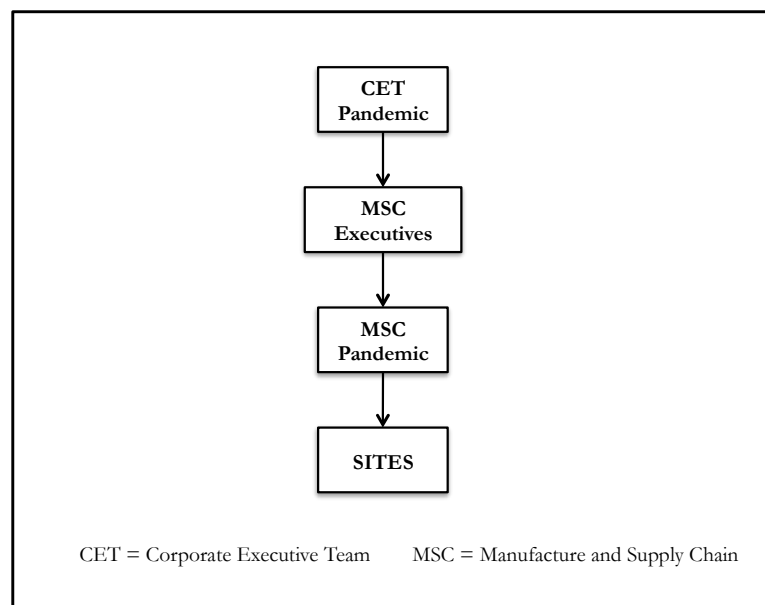 CET
Pandemic
MSC
Executives
MSC
Pandemic
SITES
CET = Corporate Executive Team MSC = Manufacture and Supply Chain